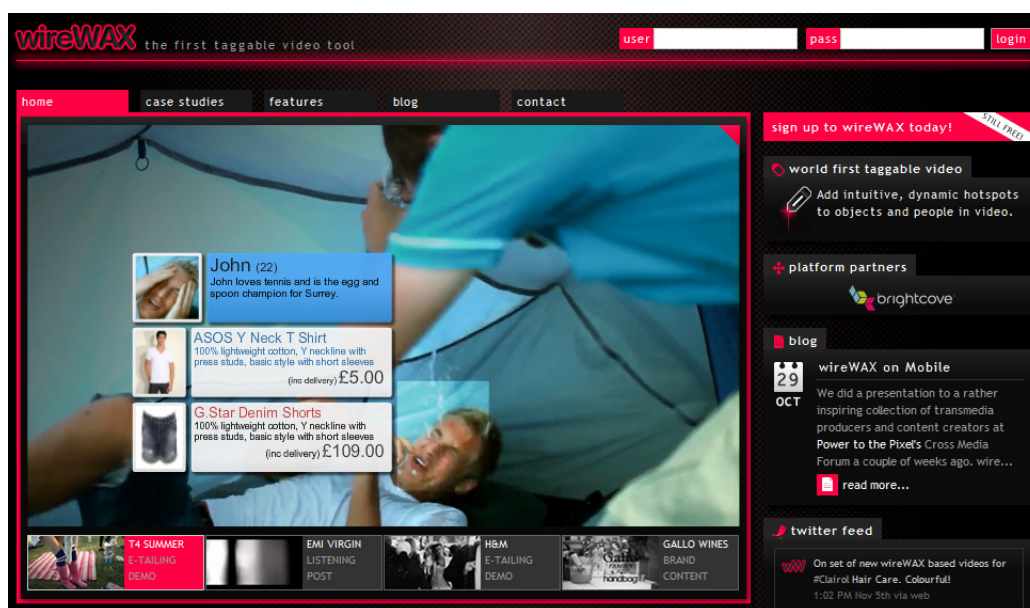 wireWAX the first taggable video tool
user
pass
login
home
case studies
features
blog
contact
John (22)
John loves tennis and is the egg and
spoon champion for Surrey.
ASOS Y Neck T Shirt
100% lightweight cotton, Y neckline with
press studs, basic style with short sleeves
(inc delivery) £5.00
G.Star Denim Shorts
100% lightweight cotton, Y neckline with
press studs, basic style with short sleeves
(inc delivery) £109.00
T4 SUMMER
E-TAILING
DEMO
EMI VIRGIN
LISTENING
POST
H&M
E-TAILING
DEMO
Gallo
FAMILY
handbag
GALLO WINES
BRAND
CONTENT
sign up to wireWAX today!
STILL FREE!
world first taggable video
Add intuitive, dynamic hotspots
to objects and people in video.
platform partners
brightcove
blog
29
OCT
wireWAX on Mobile
We did a presentation to a rather
inspiring collection of transmedia
producers and content creators at
Power to the Pixel's Cross Media
Forum a couple of weeks ago. wire...
read more...
twitter feed
On set of new wireWAX based videos for
#Clairol Hair Care. Colourful!
1:02 PM Nov 5th via web